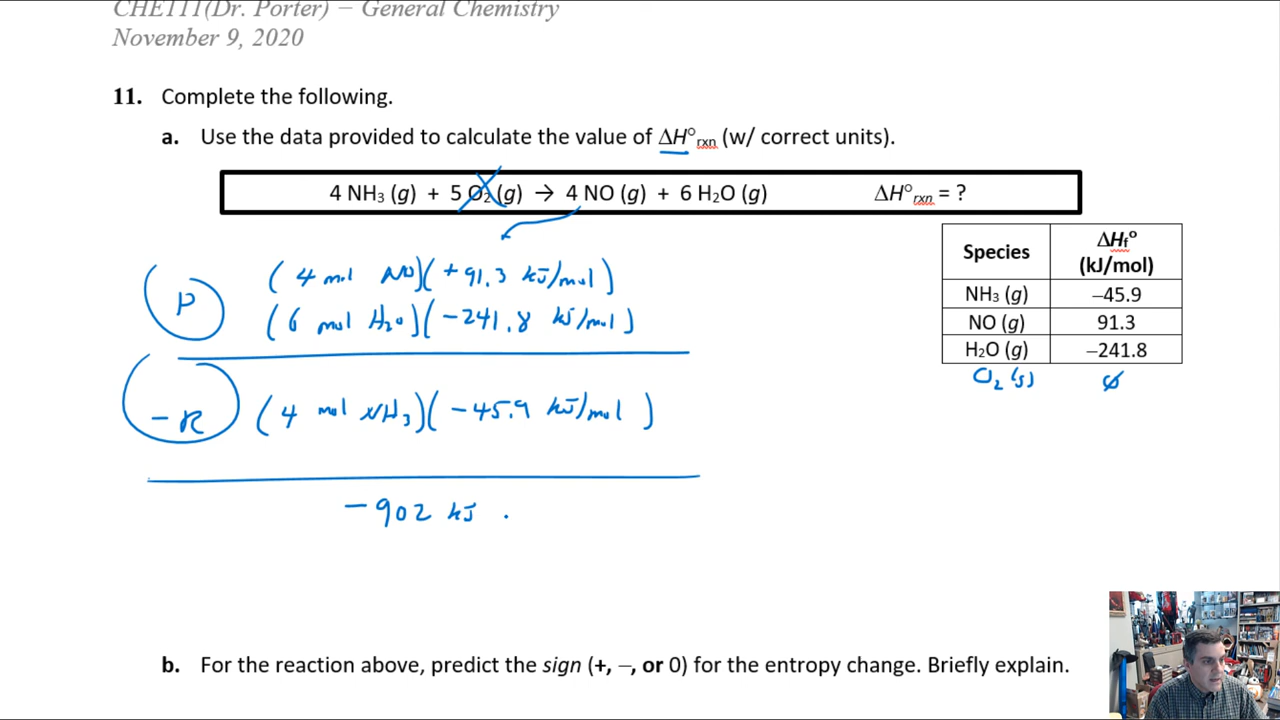 CHE111(Dr. Porter) − General Chemistry
November 9, 2020
11. Complete the following.
a. Use the data provided to calculate the value of ΔH°rxn (w/ correct units).
4 NH₃ (g) + 5 O₂ (g) → 4 NO (g) + 6 H₂O (g) ΔH°rxn = ?
Species ΔHf° (kJ/mol)
NH₃ (g) −45.9
NO (g) 91.3
H₂O (g) −241.8
O₂ (g) ∅
P (4 mol NO)(+91.3 kJ/mol)
(6 mol H₂O)(−241.8 kJ/mol)
−R (4 mol NH₃)(−45.9 kJ/mol)
−902 kJ .
b. For the reaction above, predict the sign (+, −, or 0) for the entropy change. Briefly explain.